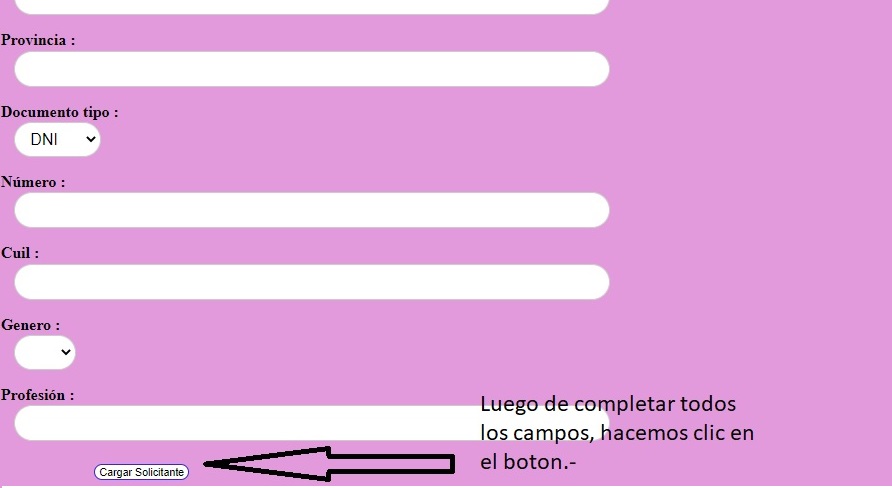 Provincia :
Documento tipo :
DNI
Número :
Cuil :
Genero :
Profesión :
Luego de completar todos
los campos, hacemos clic en
el boton.-
Cargar Solicitante